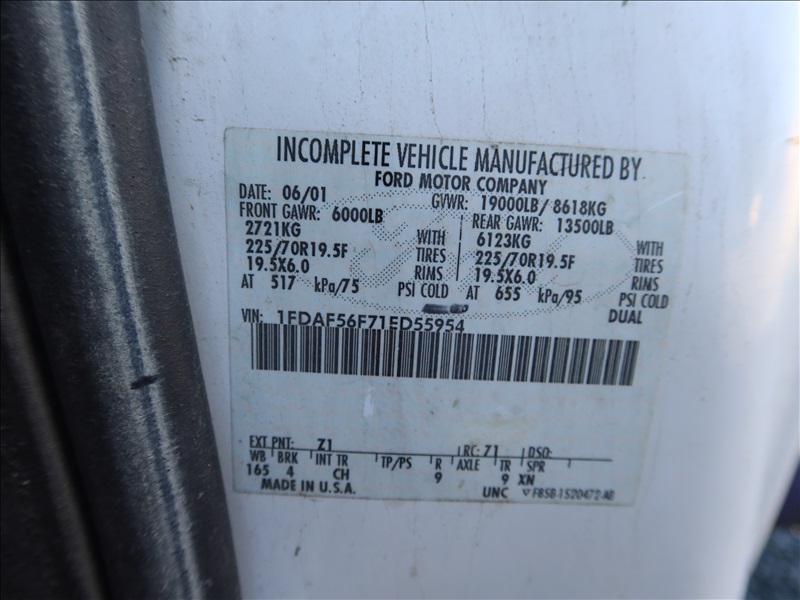 INCOMPLETE VEHICLE MANUFACTURED BY
FORD MOTOR COMPANY
DATE: 06/01 GVWR: 19000LB/ 8618KG
FRONT GAWR: 6000LB REAR GAWR: 13500LB
2721KG WITH 6123KG WITH
225/70R19.5F TIRES 225/70R19.5F TIRES
19.5X6.0 RIMS 19.5X6.0 RIMS
AT 517 kPa/75 PSI COLD AT 655 kPa/95 PSI COLD
DUAL
VIN: 1FDAF56F71ED55954
EXT PNT: Z1 RC: 71 DSO:
WB BRK INT TR TP/PS R AXLE TR SPR
165 4 CH 9 9 XN
MADE IN U.S.A. UNC F85B-1520472-AB